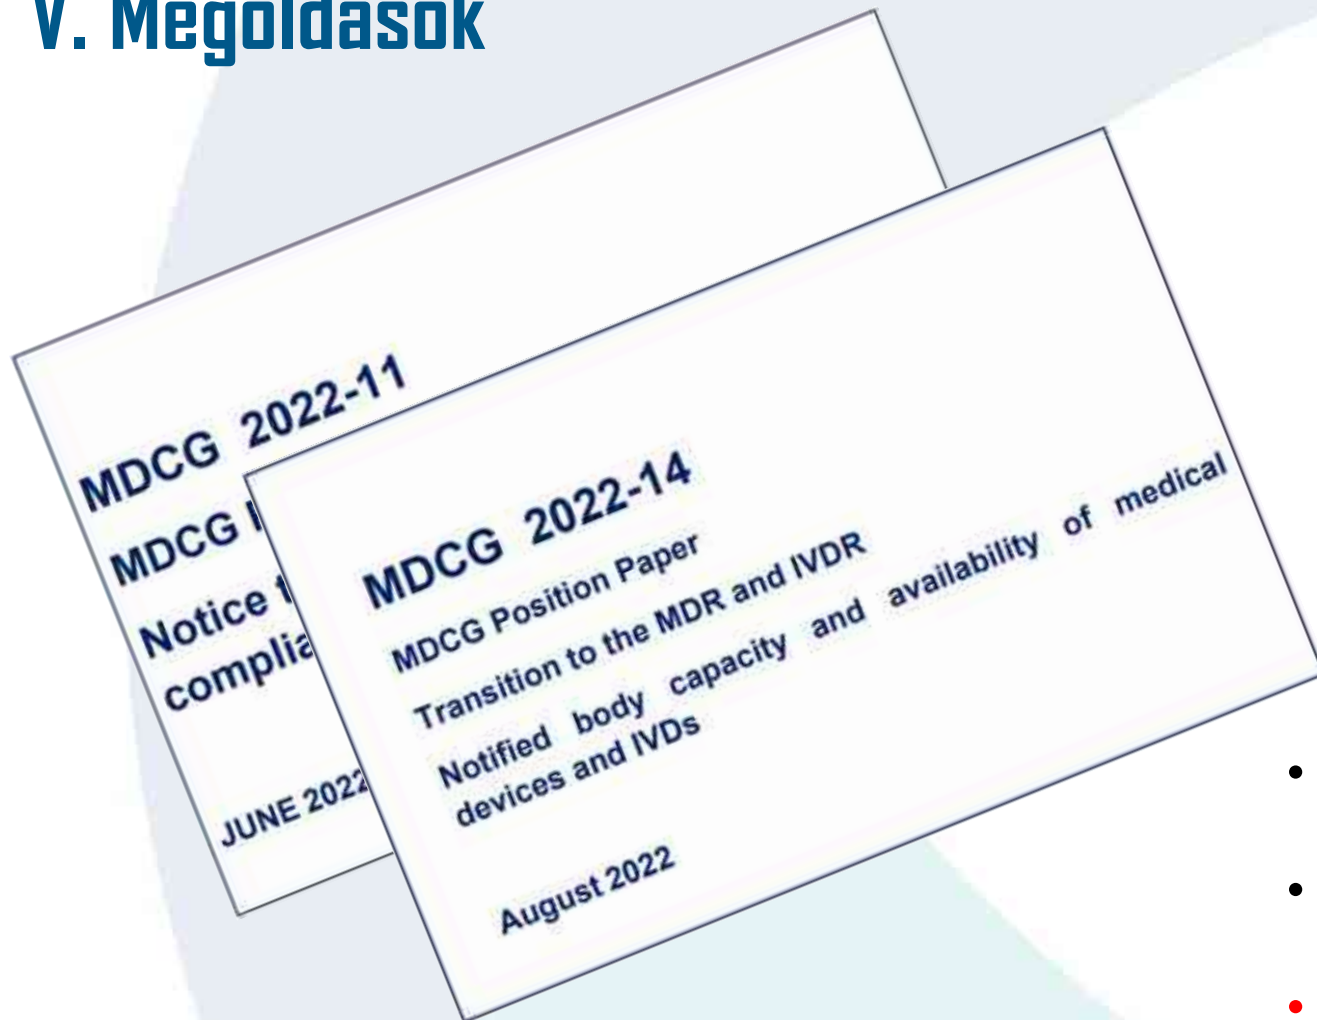 V. Megoldások
MDCG 2022-11
MDCG
Notice
complia
JUNE 2022
MDCG 2022-14
MDCG Position Paper
Transition to the MDR and IVDR
Notified body capacity and availability of medical
devices and IVDs
August 2022